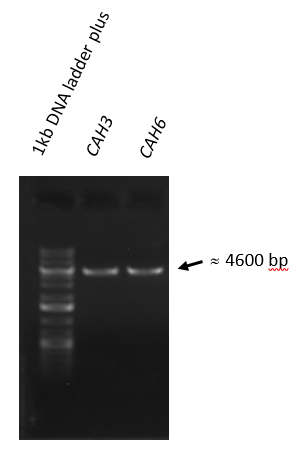 1kb DNA ladder plus
CAH3
CAH6
≈ 4600 bp